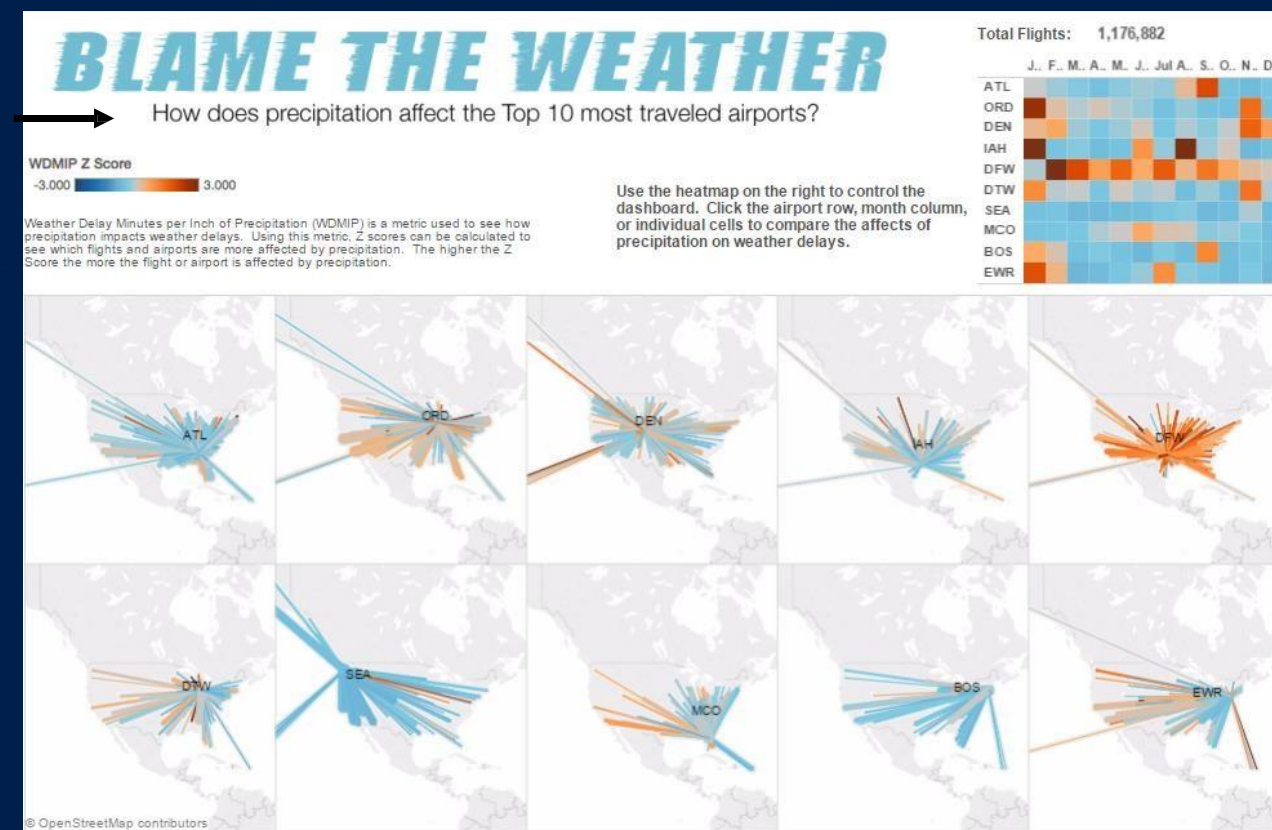 BLAME THE WEATHER
How does precipitation affect the Top 10 most traveled airports?
Total Flights: 1,176,882
J.. F.. M.. A.. M.. J.. Jul A.. S.. O.. N.. D
ATL
ORD
DEN
IAH
DFW
DTW
SEA
MCO
BOS
EWR
WDMIP Z Score
-3.000 3.000
Weather Delay Minutes per Inch of Precipitation (WDMIP) is a metric used to see how
precipitation impacts weather delays. Using this metric, Z scores can be calculated to
see which flights and airports are more affected by precipitation. The higher the Z
Score the more the flight or airport is affected by precipitation.
Use the heatmap on the right to control the
dashboard. Click the airport row, month column,
or individual cells to compare the affects of
precipitation on weather delays.
ATL
ORD
DEN
IAH
DFW
DTW
SEA
MCO
BOS
EWR
© OpenStreetMap contributors